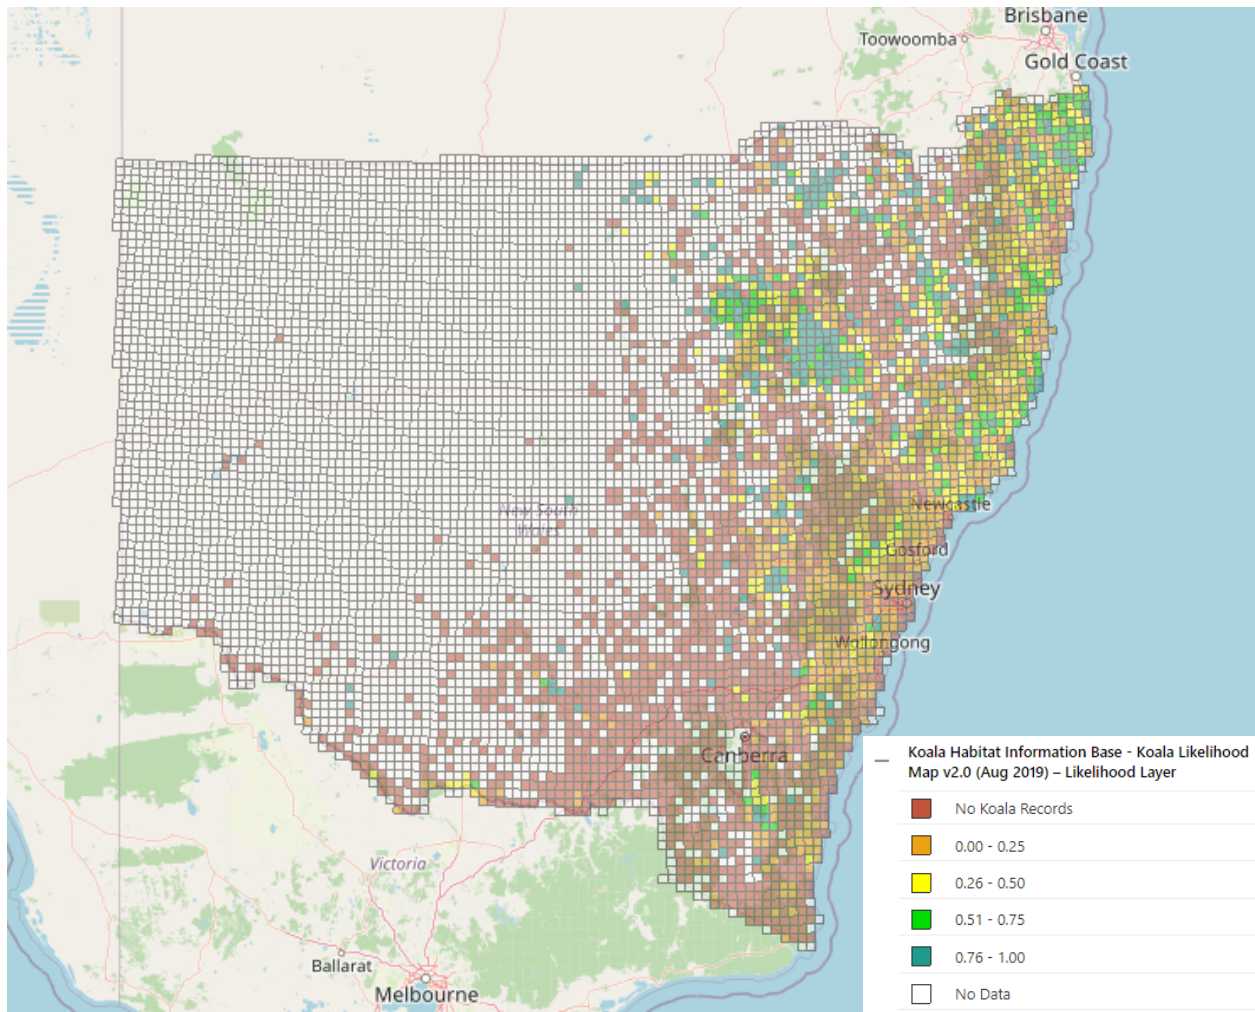 Brisbane
Toowoomba
Gold Coast
New South
Wales
Newcastle
Gosford
Sydney
Wollongong
Canberra
Victoria
Ballarat
Melbourne
Koala Habitat Information Base - Koala Likelihood
Map v2.0 (Aug 2019) – Likelihood Layer
No Koala Records
0.00 - 0.25
0.26 - 0.50
0.51 - 0.75
0.76 - 1.00
No Data